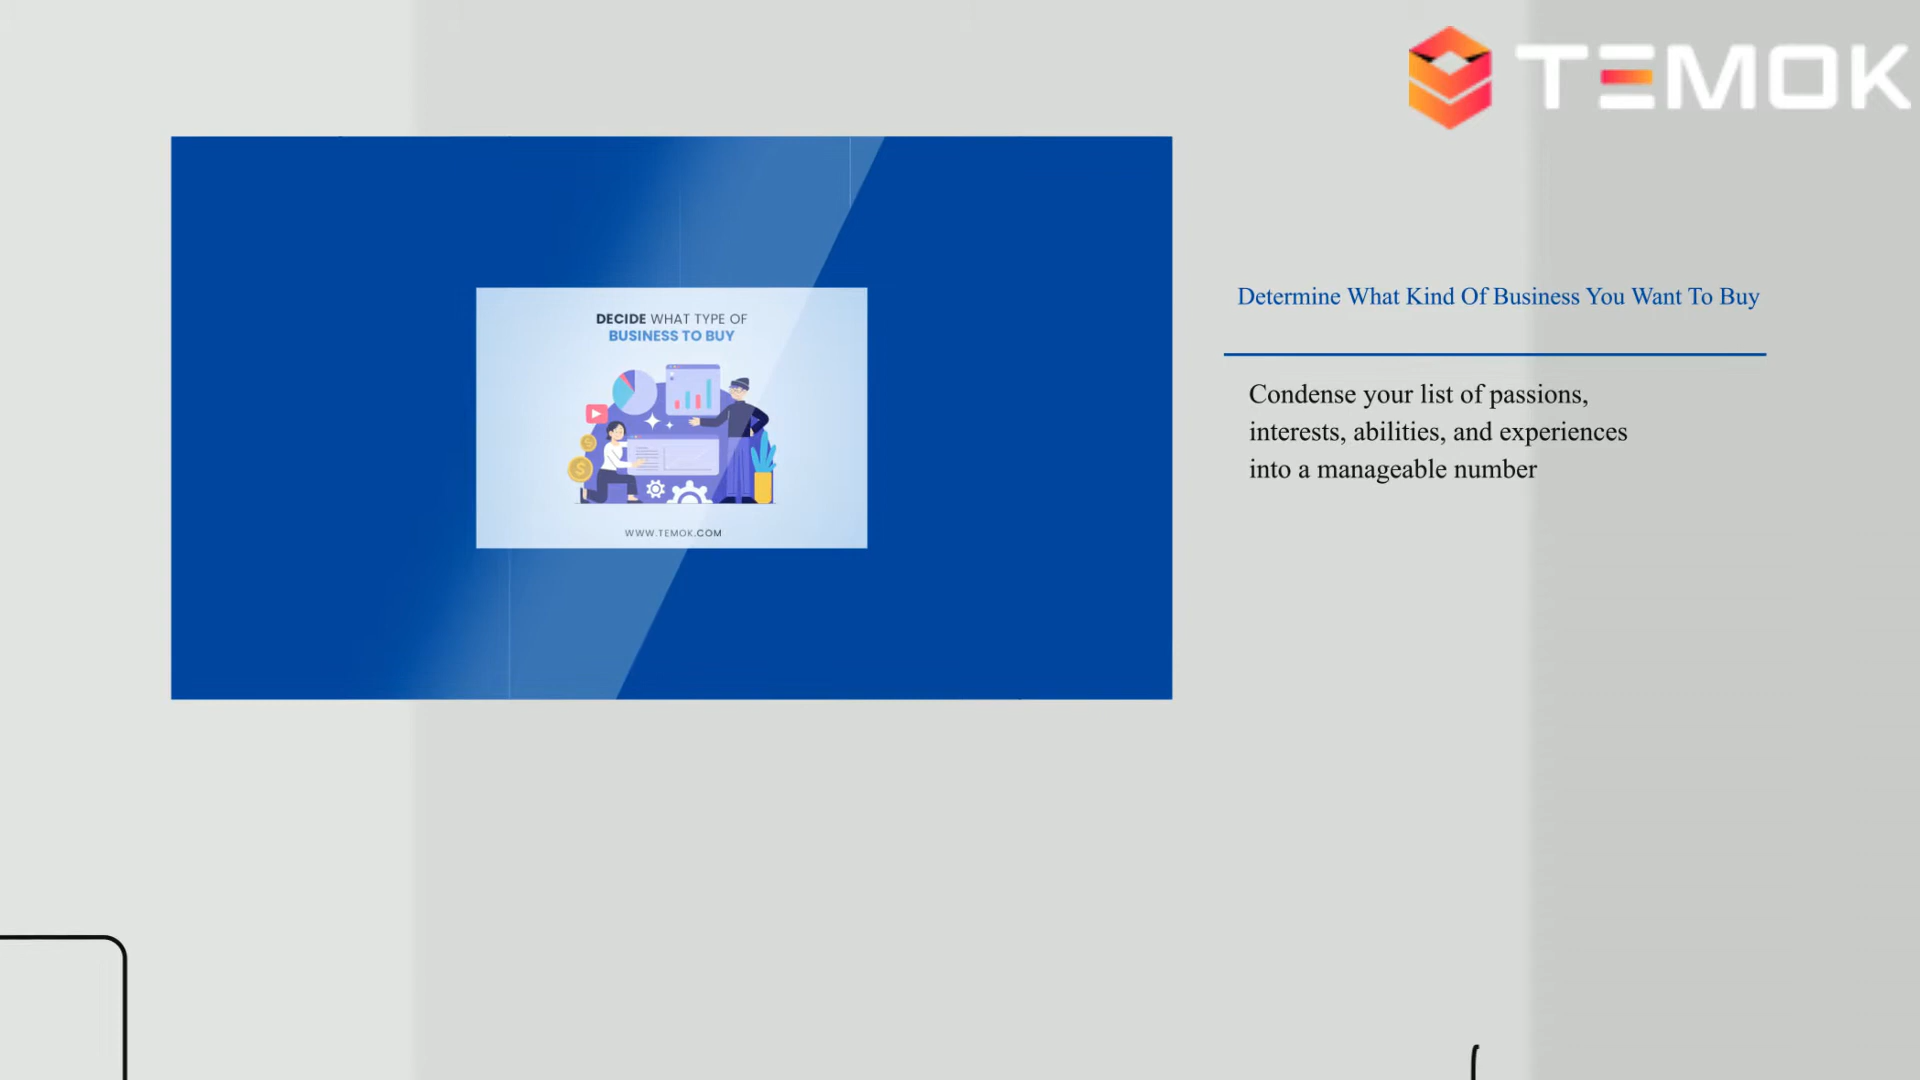 TEMOK
DECIDE WHAT TYPE OF
BUSINESS TO BUY
WWW.TEMOK.COM
Determine What Kind Of Business You Want To Buy
Condense your list of passions,
interests, abilities, and experiences
into a manageable number